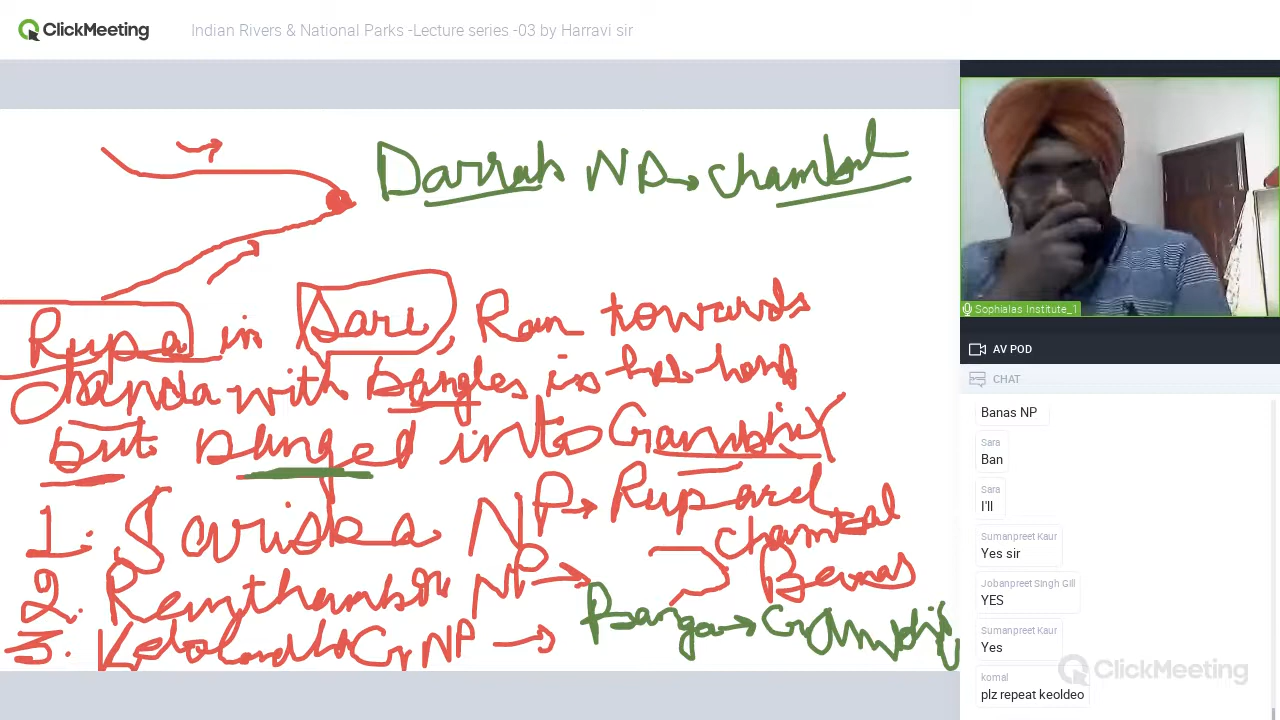 ClickMeeting
Indian Rivers & National Parks -Lecture series -03 by Harravi sir
Darrah NP → Chambal
Rupa in Sari Ran towards
Chanda with Bangles in her hand
but Banged into Gambhir
1. Sariska NP → Ruparel
2. Ranthambor NP → Chambal
Banas
3. Keoladeo G NP → Banga → Gambhir
Sophialas Institute_1
AV POD
CHAT
Banas NP
Sara
Ban
Sara
I'll
Sumanpreet Kaur
Yes sir
Jobanpreet Singh Gill
YES
Sumanpreet Kaur
Yes
komal
plz repeat keoldeo
ClickMeeting